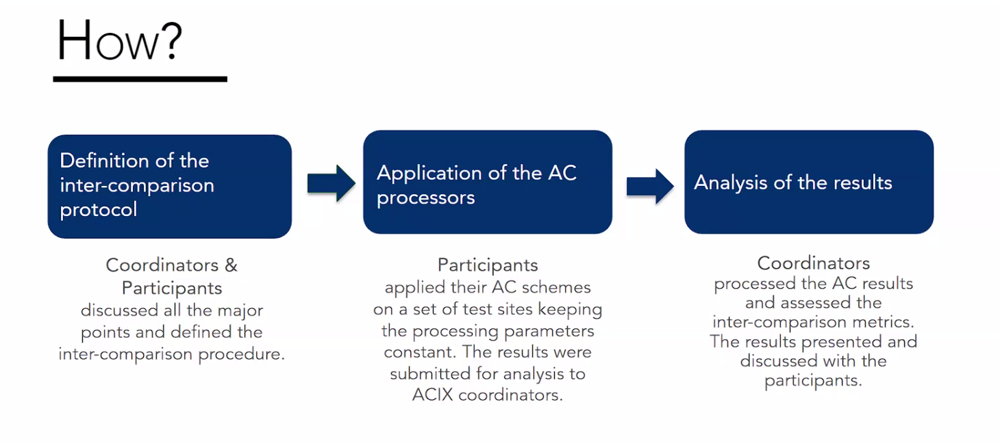 How?
Definition of the
inter-comparison
protocol
Application of the AC
processors
Analysis of the results
Coordinators &
Participants
discussed all the major
points and defined the
inter-comparison procedure.
Participants
applied their AC schemes
on a set of test sites keeping
the processing parameters
constant. The results were
submitted for analysis to
ACIX coordinators.
Coordinators
processed the AC results
and assessed the
inter-comparison metrics.
The results presented and
discussed with the
participants.